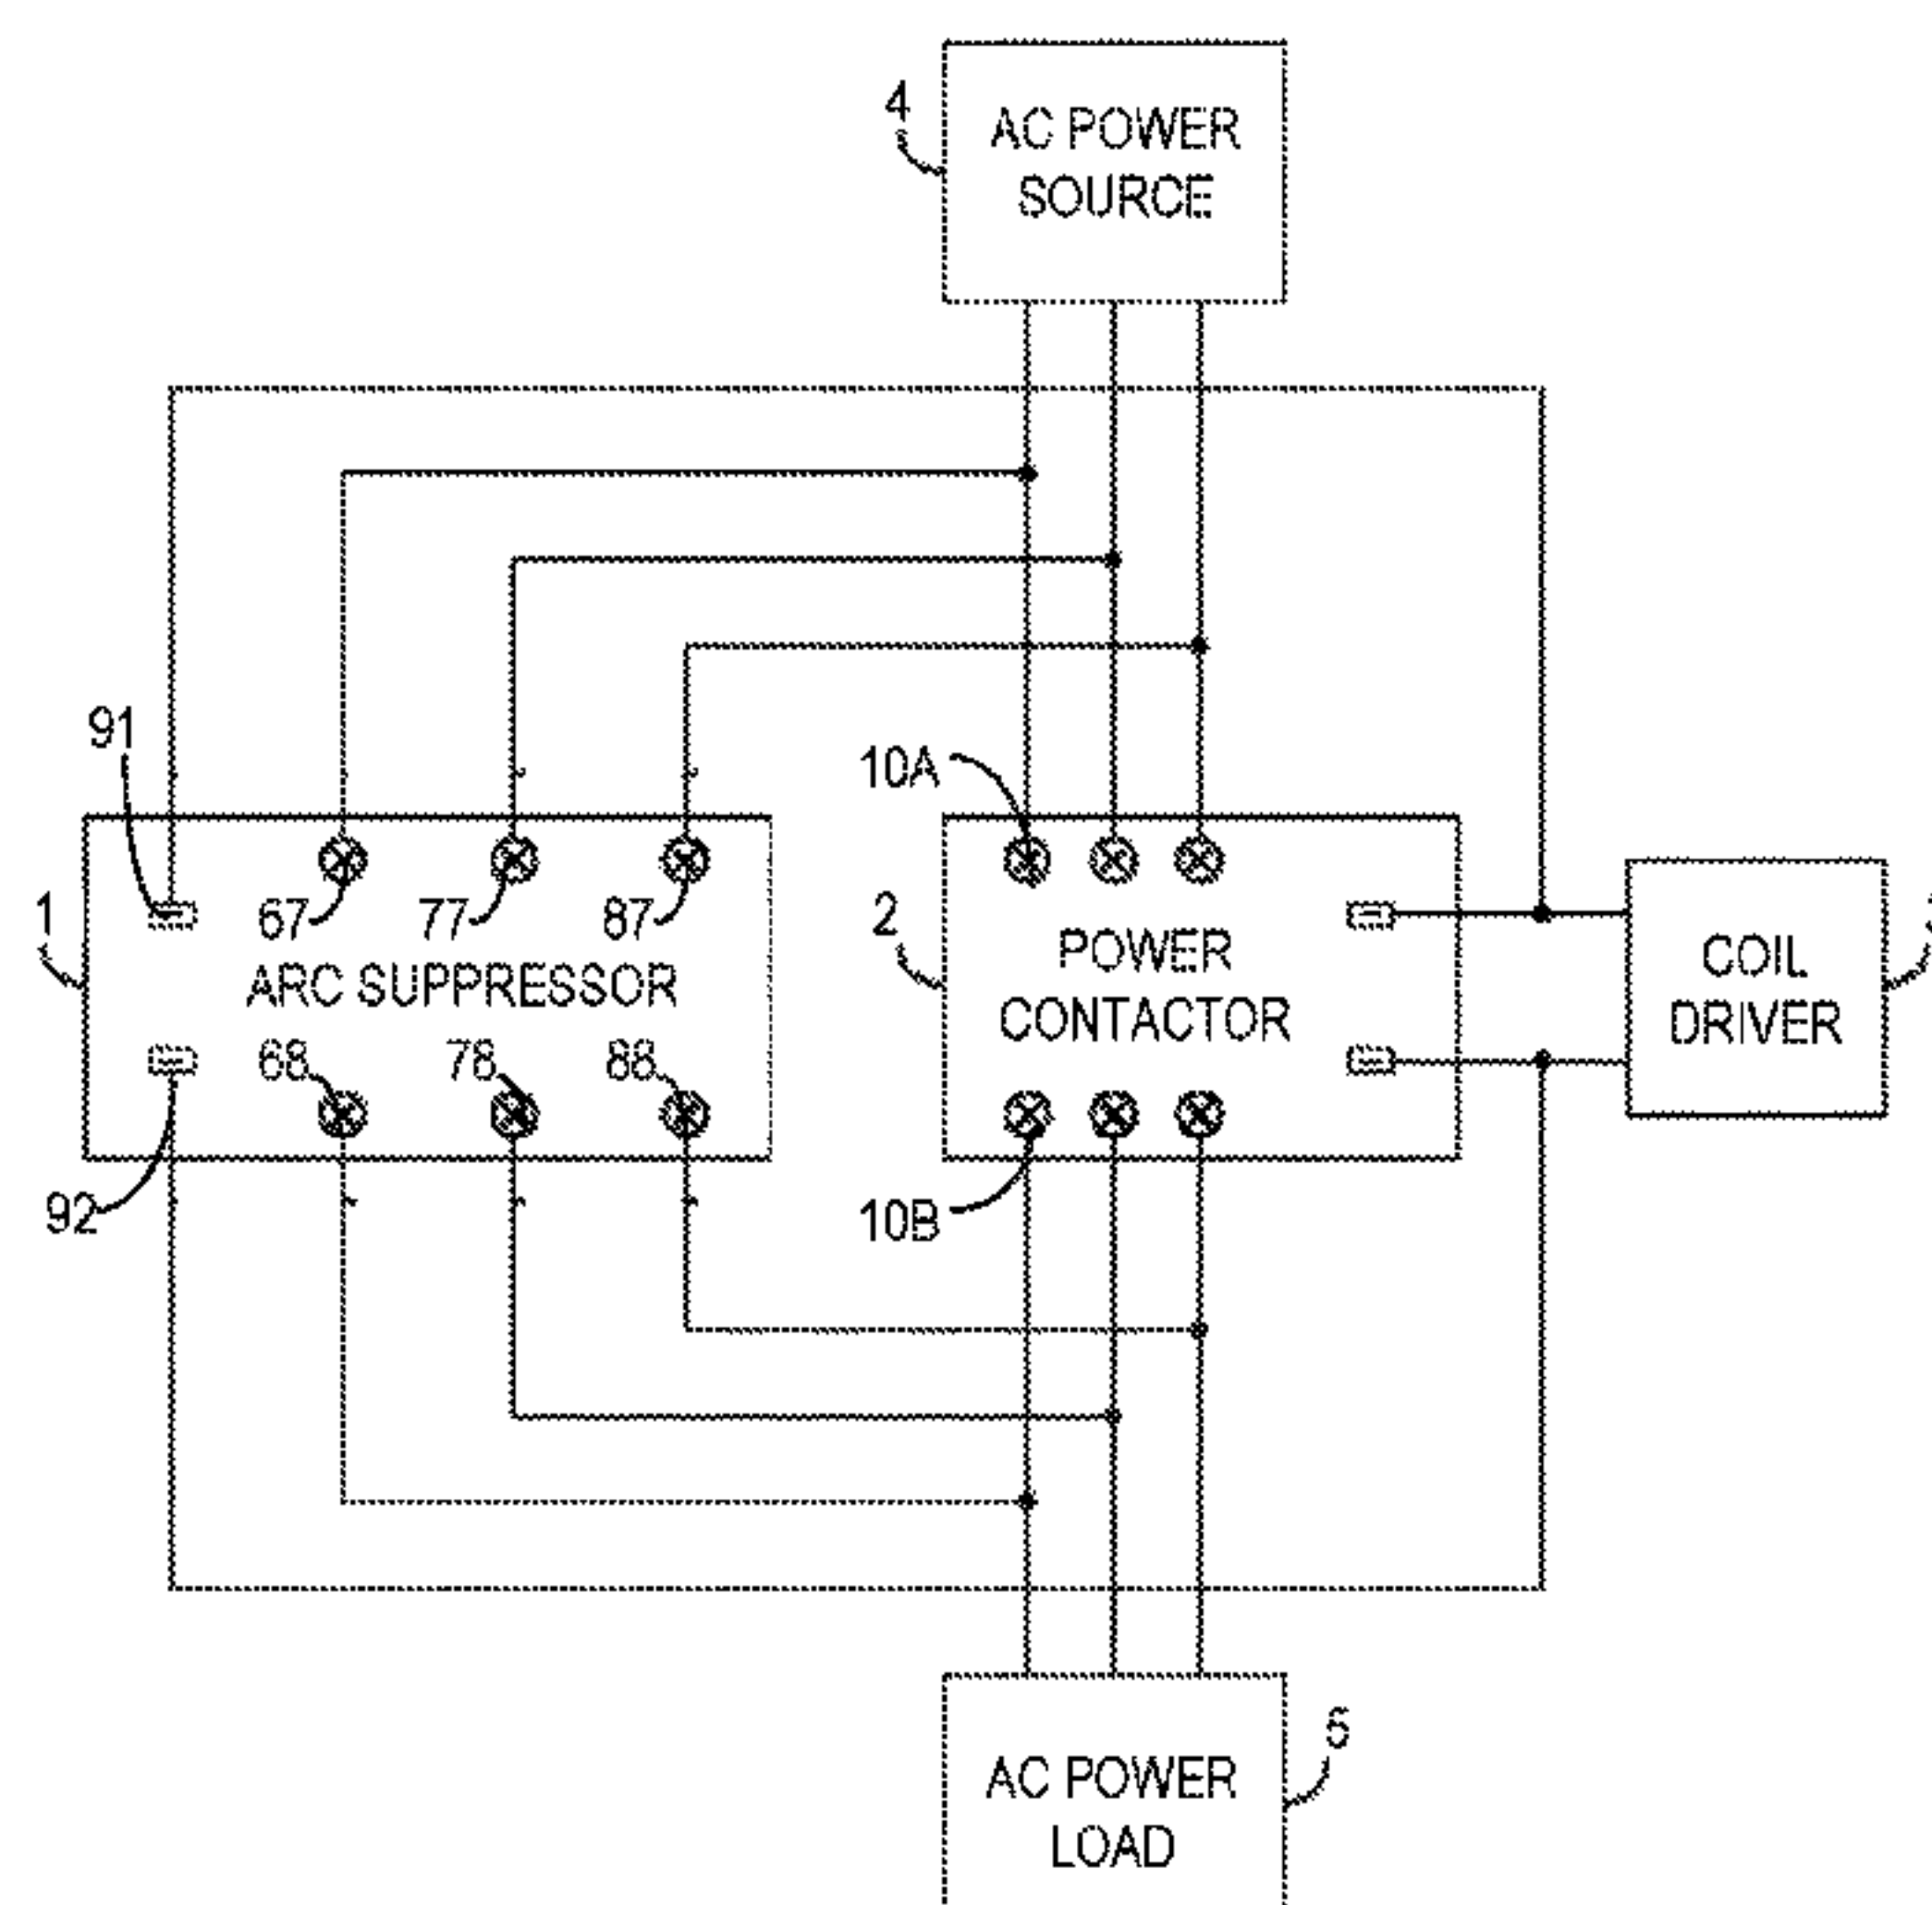 4
AC POWER
SOURCE
91
10A
1
67
77
87
2
POWER
CONTACTOR
COIL
DRIVER
ARC SUPPRESSOR
68
78
88
92
10B
AC POWER
LOAD